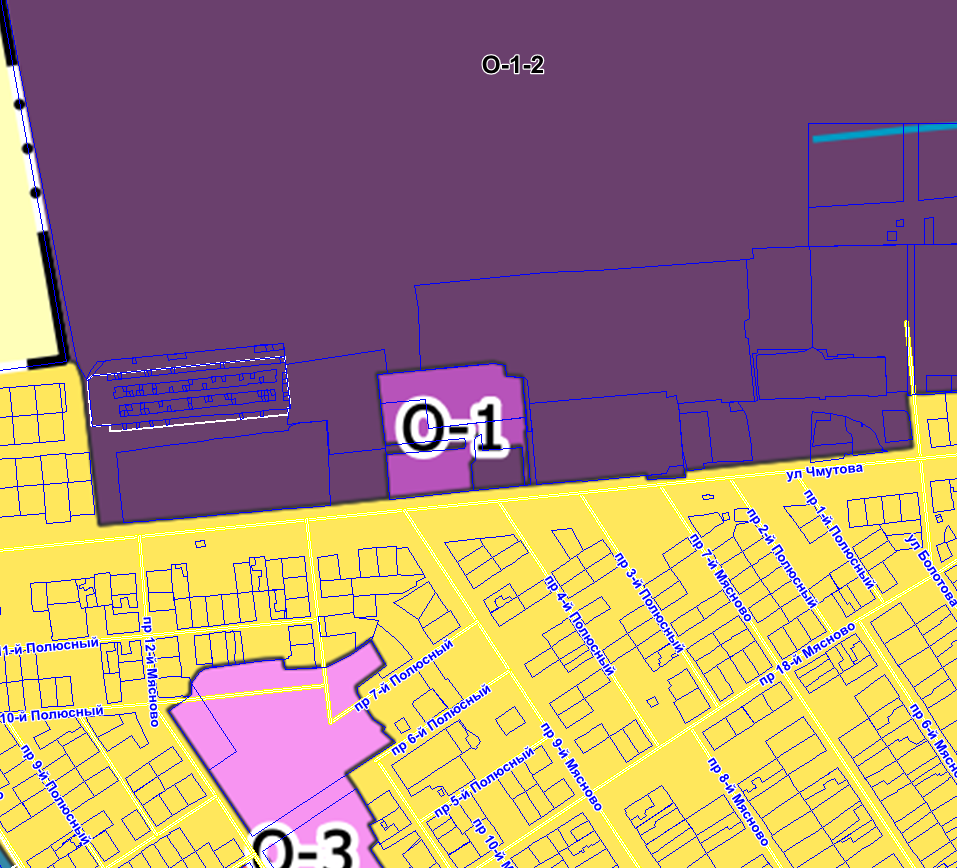 О-1-2
О-1
ул Чмутова
пр 1-й Полюсный
пр 2-й Полюсный
пр 7-й Мясново
ул Болотова
пр 3-й Полюсный
пр 4-й Полюсный
пр 18-й Мясново
1-й Полюсный
пр 12-й Мясново
пр 7-й Полюсный
10-й Полюсный
пр 6-й Полюсный
пр 9-й Полюсный
пр 5-й Полюсный
пр 9-й Мясново
пр 8-й Мясново
пр 6-й Мясно
пр 10-й М
О-3